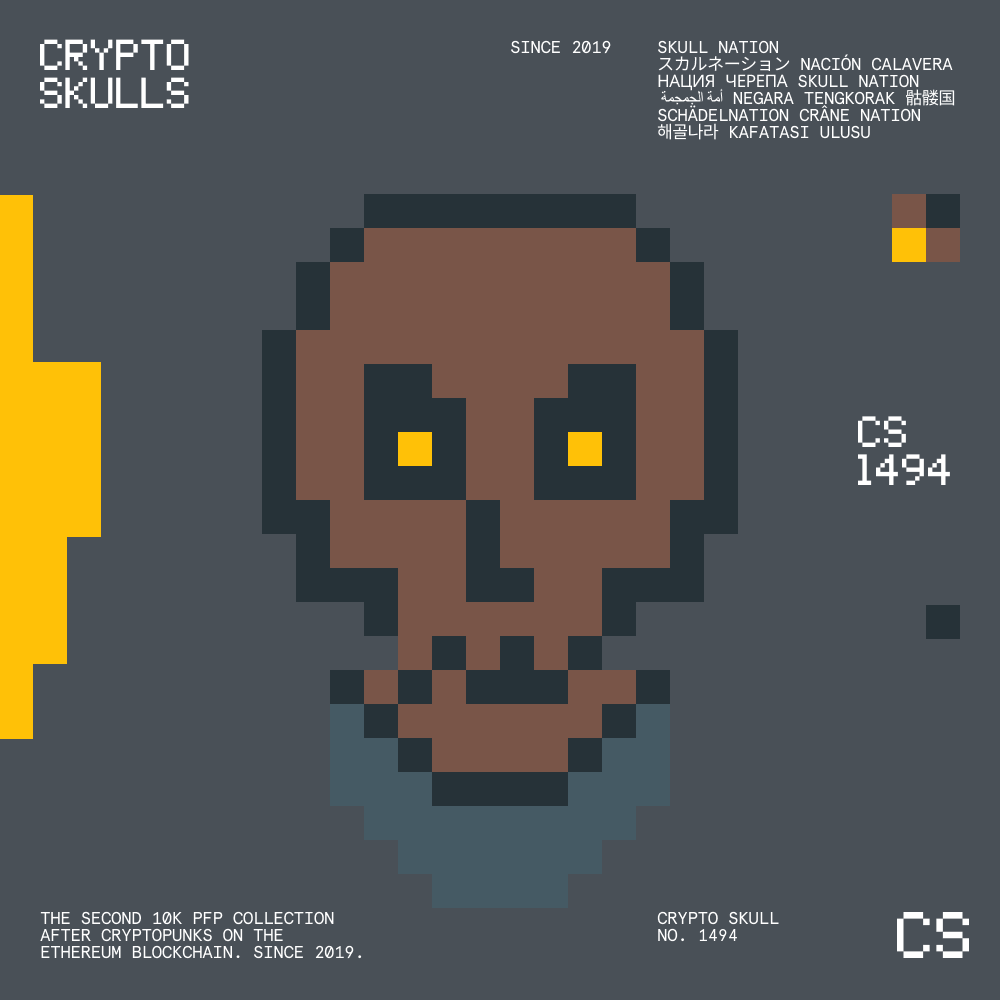 CRYPTO
SKULLS
SINCE 2019
SKULL NATION
スカルネーション NACIÓN CALAVERA
НАЦИЯ ЧЕРЕПА SKULL NATION
أمة الجمجمة NEGARA TENGKORAK 骷髅国
SCHÄDELNATION CRÂNE NATION
해골나라 KAFATASI ULUSU
CS
1494
THE SECOND 10K PFP COLLECTION
AFTER CRYPTOPUNKS ON THE
ETHEREUM BLOCKCHAIN. SINCE 2019.
CRYPTO SKULL
NO. 1494
CS